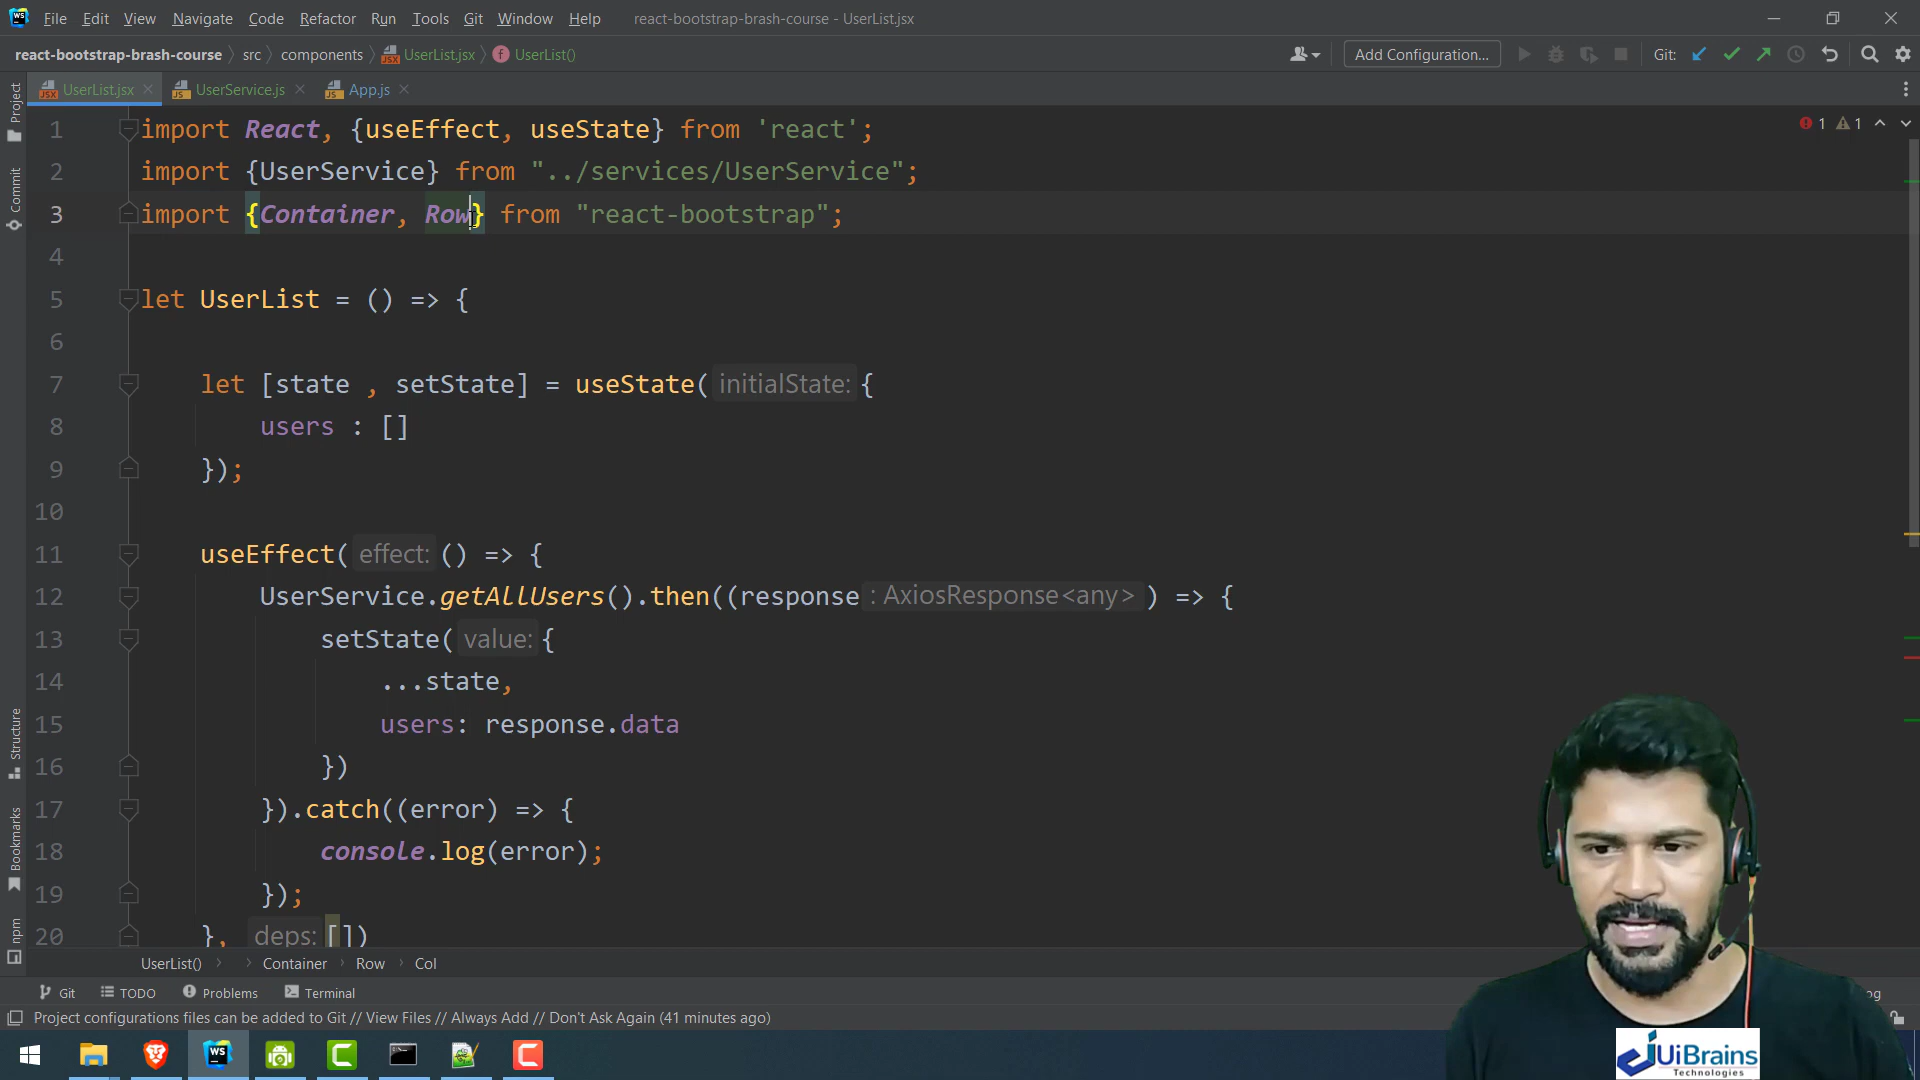 File Edit View Navigate Code Refactor Run Tools Git Window Help react-bootstrap-brash-course - UserList.jsx
react-bootstrap-brash-course src components UserList.jsx UserList() Add Configuration... Git:
UserList.jsx UserService.js App.js
1 import React, {useEffect, useState} from 'react';
2 import {UserService} from "../services/UserService";
3 import {Container, Row} from "react-bootstrap";
4
5 let UserList = () => {
6
7 let [state , setState] = useState( initialState: {
8 users : []
9 });
10
11 useEffect( effect: () => {
12 UserService.getAllUsers().then((response : AxiosResponse<any> ) => {
13 setState( value: {
14 ...state,
15 users: response.data
16 })
17 }).catch((error) => {
18 console.log(error);
19 });
20 }, deps: [])
1 1
Project
Commit
Structure
Bookmarks
npm
UserList() Container Row Col
Git TODO Problems Terminal
Project configurations files can be added to Git // View Files // Always Add // Don't Ask Again (41 minutes ago)
WS
UiBrains
Technologies